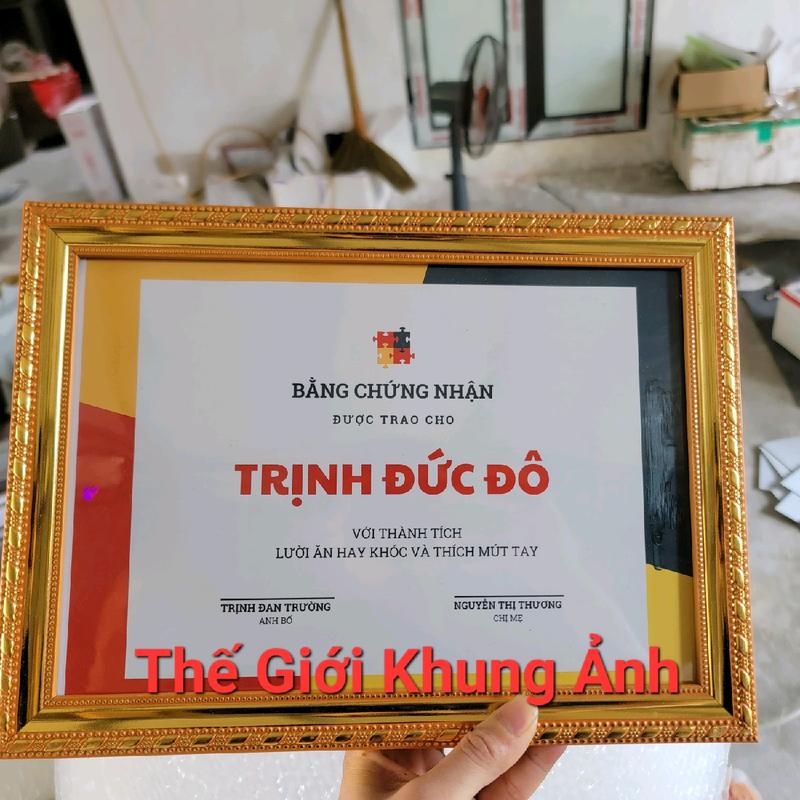 BẰNG CHỨNG NHẬN
ĐƯỢC TRAO CHO
TRỊNH ĐỨC ĐÔ
VỚI THÀNH TÍCH
LƯỜI ĂN HAY KHÓC VÀ THÍCH MÚT TAY
TRỊNH ĐAN TRƯỜNG
ANH BỐ
NGUYỄN THỊ THƯƠNG
CHỊ MẸ
Thế Giới Khung Ảnh